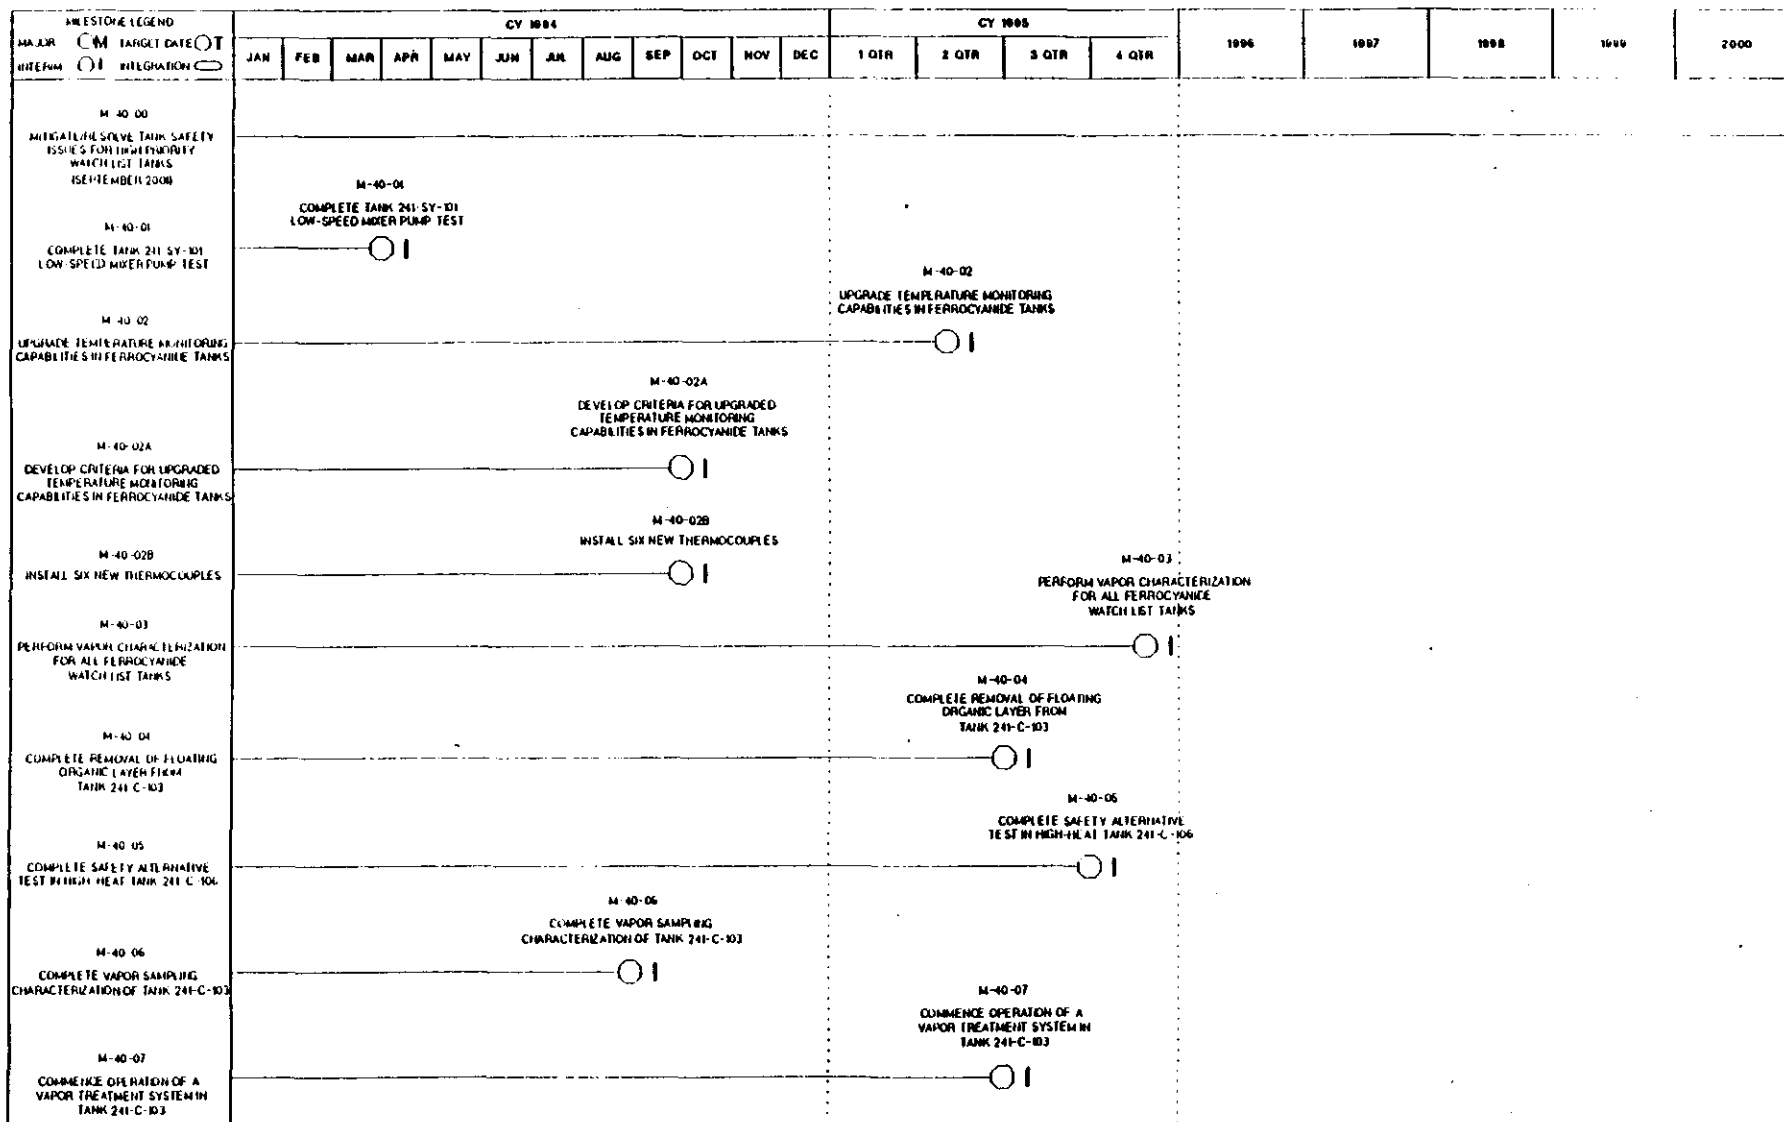 MILESTONE LEGEND
MAJOR ◯M TARGET DATE ◯T
INTERIM ◯I INTEGRATION
CY 1994
CY 1995
1996 1997 1998 1999 2000
JAN FEB MAR APR MAY JUN JUL AUG SEP OCT NOV DEC 1 QTR 2 QTR 3 QTR 4 QTR
M-40-00
MITIGATE/RESOLVE TANK SAFETY
ISSUES FOR HIGH PRIORITY
WATCH LIST TANKS
M-40-01
COMPLETE TANK 241-SY-101
LOW-SPEED MIXER PUMP TEST
I
M-40-01
COMPLETE TANK 241-SY-101
LOW-SPEED MIXER PUMP TEST
M-40-02
UPGRADE TEMPERATURE MONITORING
CAPABILITIES IN FERROCYANIDE TANKS
I
M-40-02
UPGRADE TEMPERATURE MONITORING
CAPABILITIES IN FERROCYANIDE TANKS
M-40-02A
DEVELOP CRITERIA FOR UPGRADED
TEMPERATURE MONITORING
CAPABILITIES IN FERROCYANIDE TANKS
I
M-40-02A
DEVELOP CRITERIA FOR UPGRADED
TEMPERATURE MONITORING
CAPABILITIES IN FERROCYANIDE TANKS
M-40-02B
INSTALL SIX NEW THERMOCOUPLES
I
M-40-02B
INSTALL SIX NEW THERMOCOUPLES
M-40-03
PERFORM VAPOR CHARACTERIZATION
FOR ALL FERROCYANIDE
WATCH LIST TANKS
I
M-40-03
PERFORM VAPOR CHARACTERIZATION
FOR ALL FERROCYANIDE
WATCH LIST TANKS
M-40-04
COMPLETE REMOVAL OF FLOATING
ORGANIC LAYER FROM
TANK 241-C-103
I
M-40-04
COMPLETE REMOVAL OF FLOATING
ORGANIC LAYER FROM
TANK 241-C-103
M-40-05
COMPLETE SAFETY ALTERNATIVE
TEST IN HIGH-HEAT TANK 241-C-106
I
M-40-05
COMPLETE SAFETY ALTERNATIVE
TEST IN HIGH-HEAT TANK 241-C-106
M-40-06
COMPLETE VAPOR SAMPLING
CHARACTERIZATION OF TANK 241-C-103
I
M-40-06
COMPLETE VAPOR SAMPLING
CHARACTERIZATION OF TANK 241-C-103
M-40-07
COMMENCE OPERATION OF A
VAPOR TREATMENT SYSTEM IN
TANK 241-C-103
I
M-40-07
COMMENCE OPERATION OF A
VAPOR TREATMENT SYSTEM IN
TANK 241-C-103